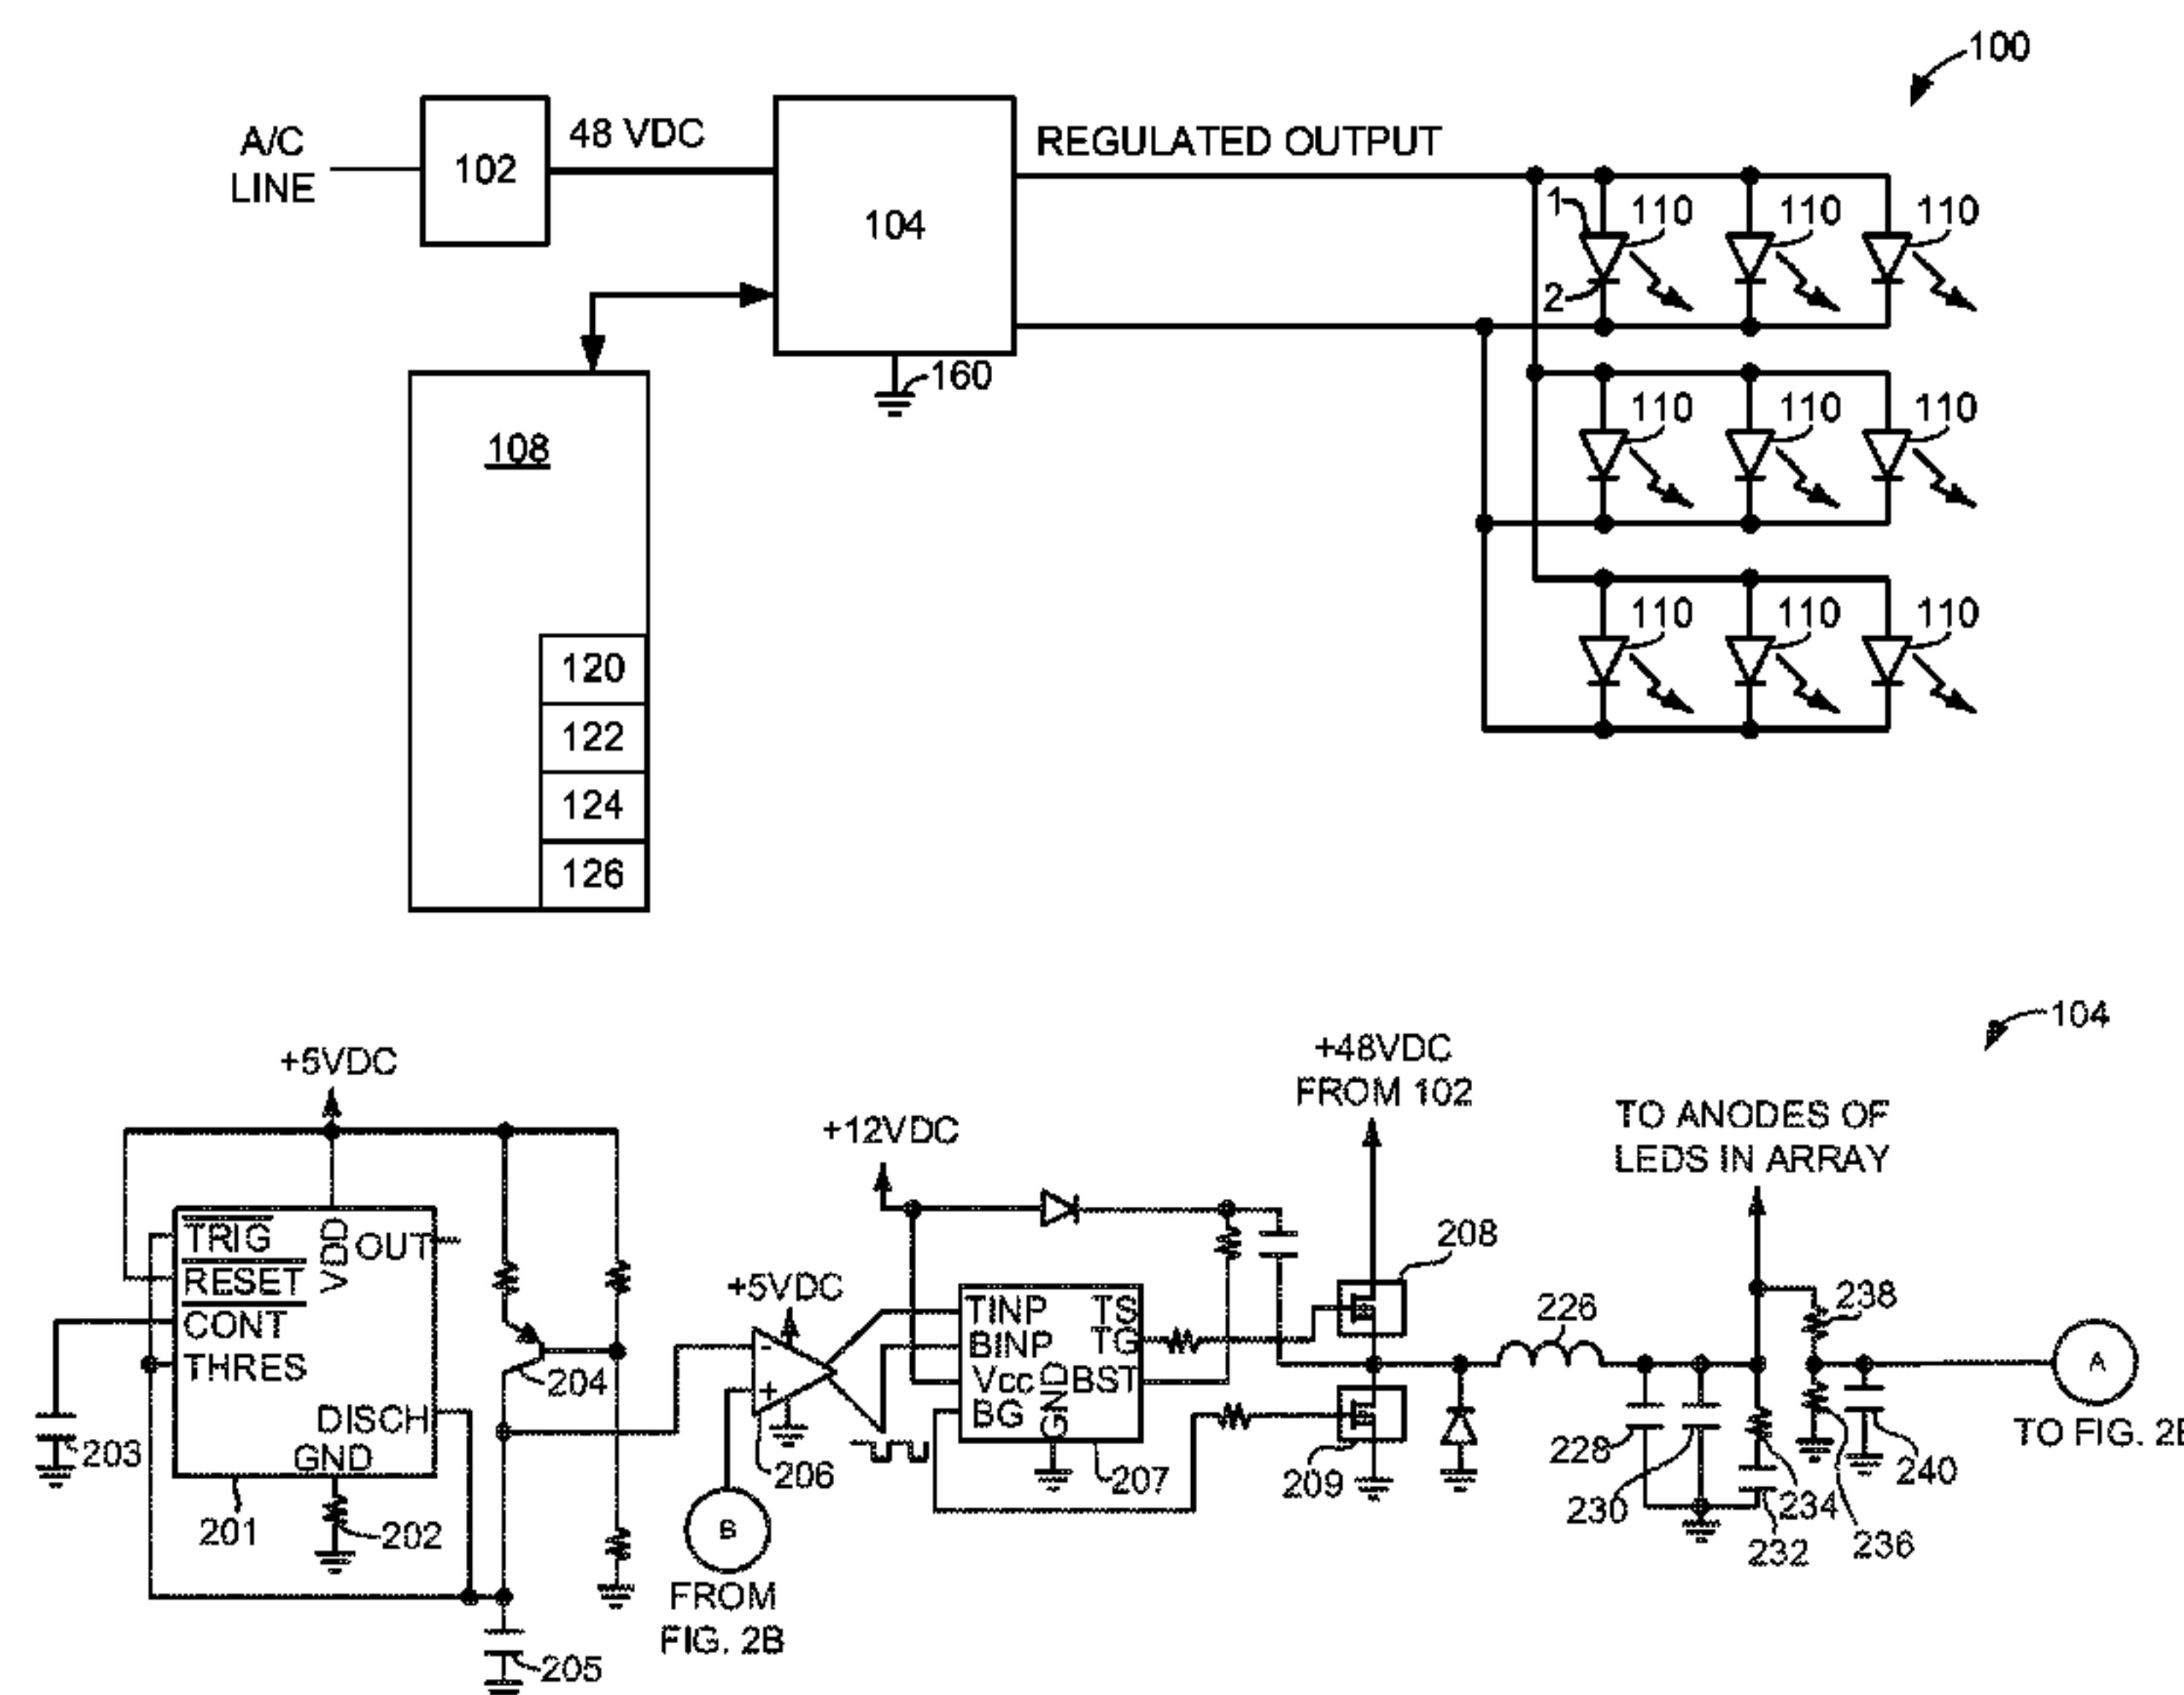 100
A/C
LINE
102
48 VDC
104
REGULATED OUTPUT
1
2
110
110
110
160
108
110
110
110
110
110
110
120
122
124
126
104
+48VDC
FROM 102
+5VDC
+12VDC
TO ANODES OF
LEDS IN ARRAY
TRIG
RESET
CONT
THRES
VDD
OUT
DISCH
GND
201
202
203
204
205
+5VDC
-
+
206
B
FROM
FIG. 2B
TINP
BINP
Vcc
BG
TS
TG
BST
GND
207
208
209
226
228
230
232
234
236
238
240
A
TO FIG. 2B